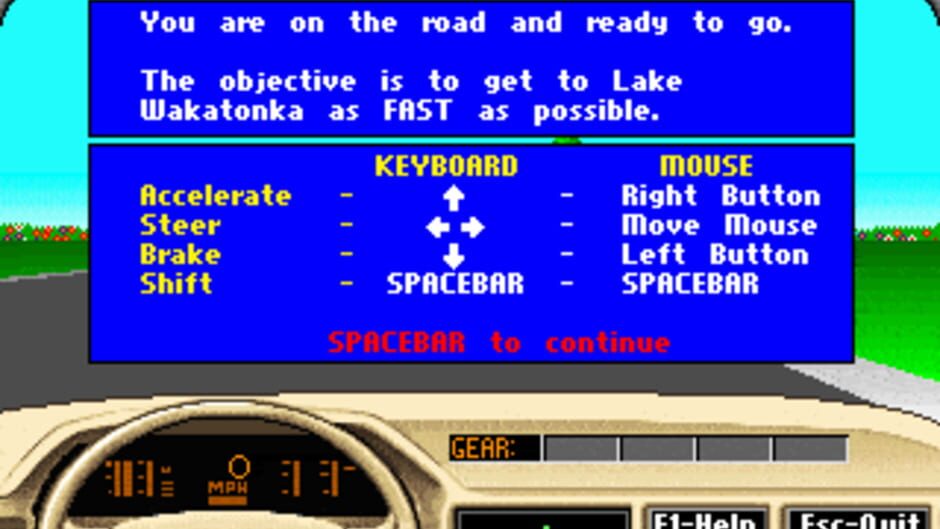 You are on the road and ready to go.
The objective is to get to Lake
Wakatonka as FAST as possible.
KEYBOARD MOUSE
Accelerate - ↑ - Right Button
Steer - ← → - Move Mouse
Brake - ↓ - Left Button
Shift - SPACEBAR - SPACEBAR
SPACEBAR to continue
GEAR:
MPH
F1-Help Esc-Quit